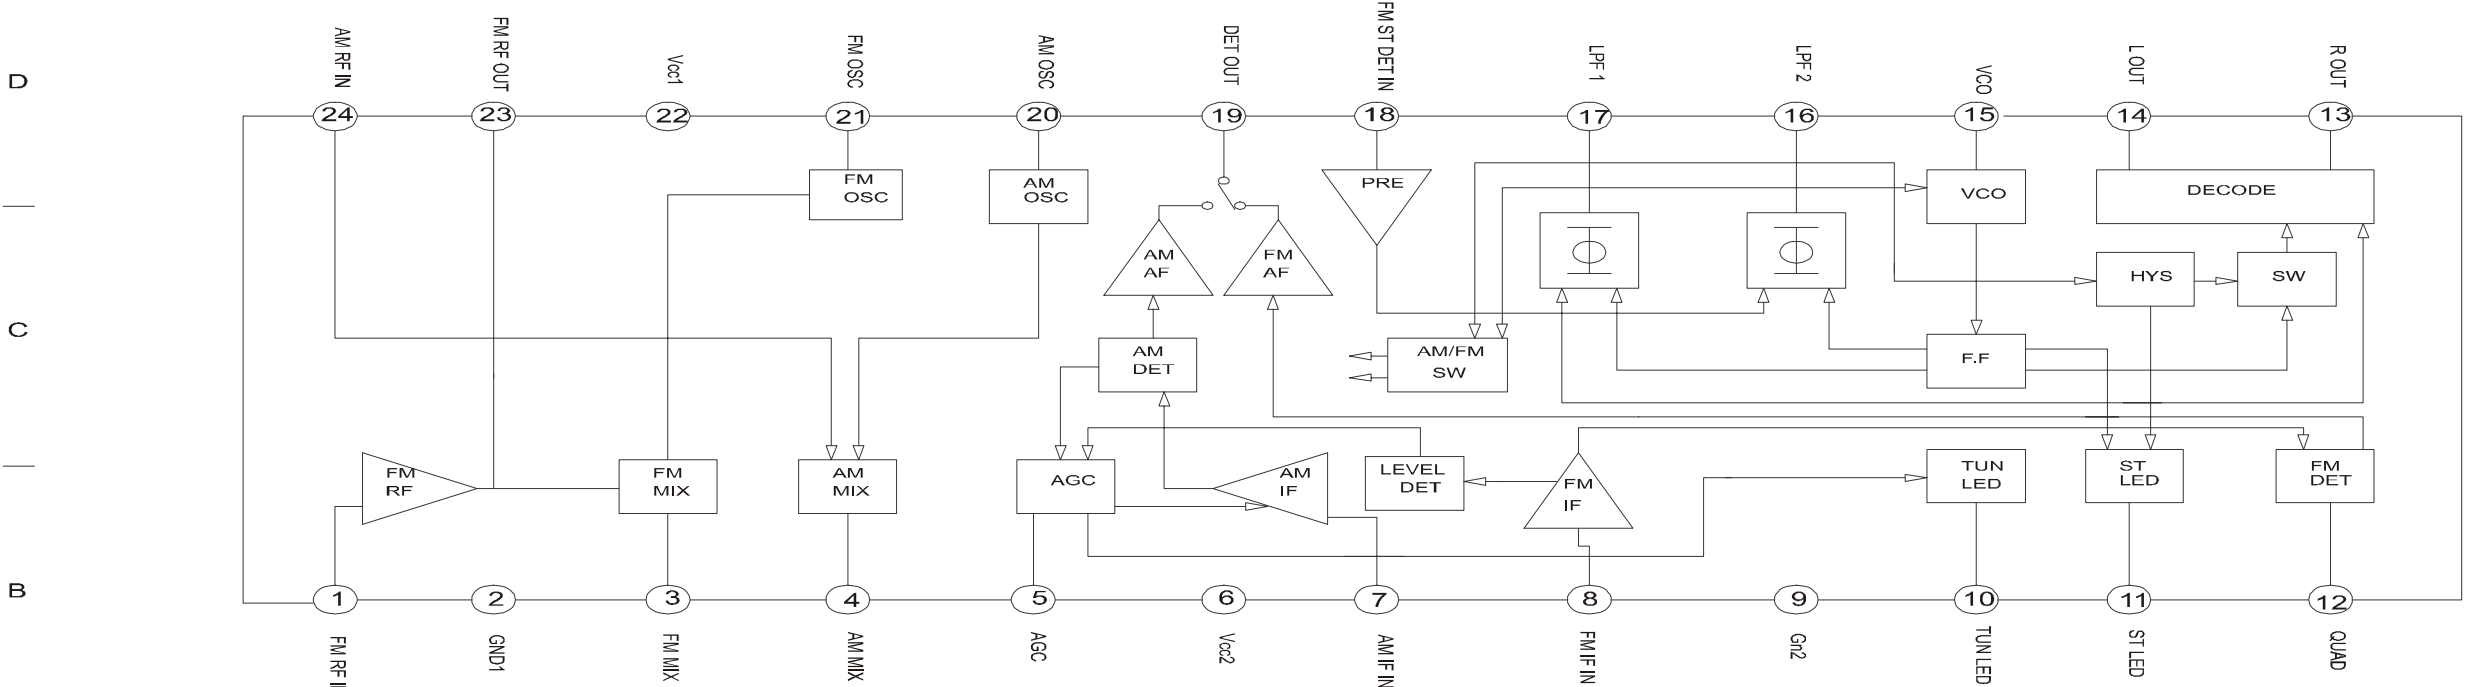 AM RF IN
FM RF OUT
Vcc1
FM OSC
AM OSC
DET OUT
FM ST DET IN
LPF 1
LPF 2
VCO
L OUT
R OUT
D
24
23
22
21
20
19
18
17
16
15
14
13
FM
OSC
AM
OSC
PRE
VCO
DECODE
AM
AF
FM
AF
HYS
SW
C
AM
DET
AM/FM
SW
F.F
FM
RF
FM
MIX
AM
MIX
AGC
AM
IF
LEVEL
DET
FM
IF
TUN
LED
ST
LED
FM
DET
B
1
2
3
4
5
6
7
8
9
10
11
12
FM RF
GND1
FM MIX
AM MIX
AGC
Vcc2
AM IF IN
FM IF IN
Gn2
TUN LED
ST LED
QUAD